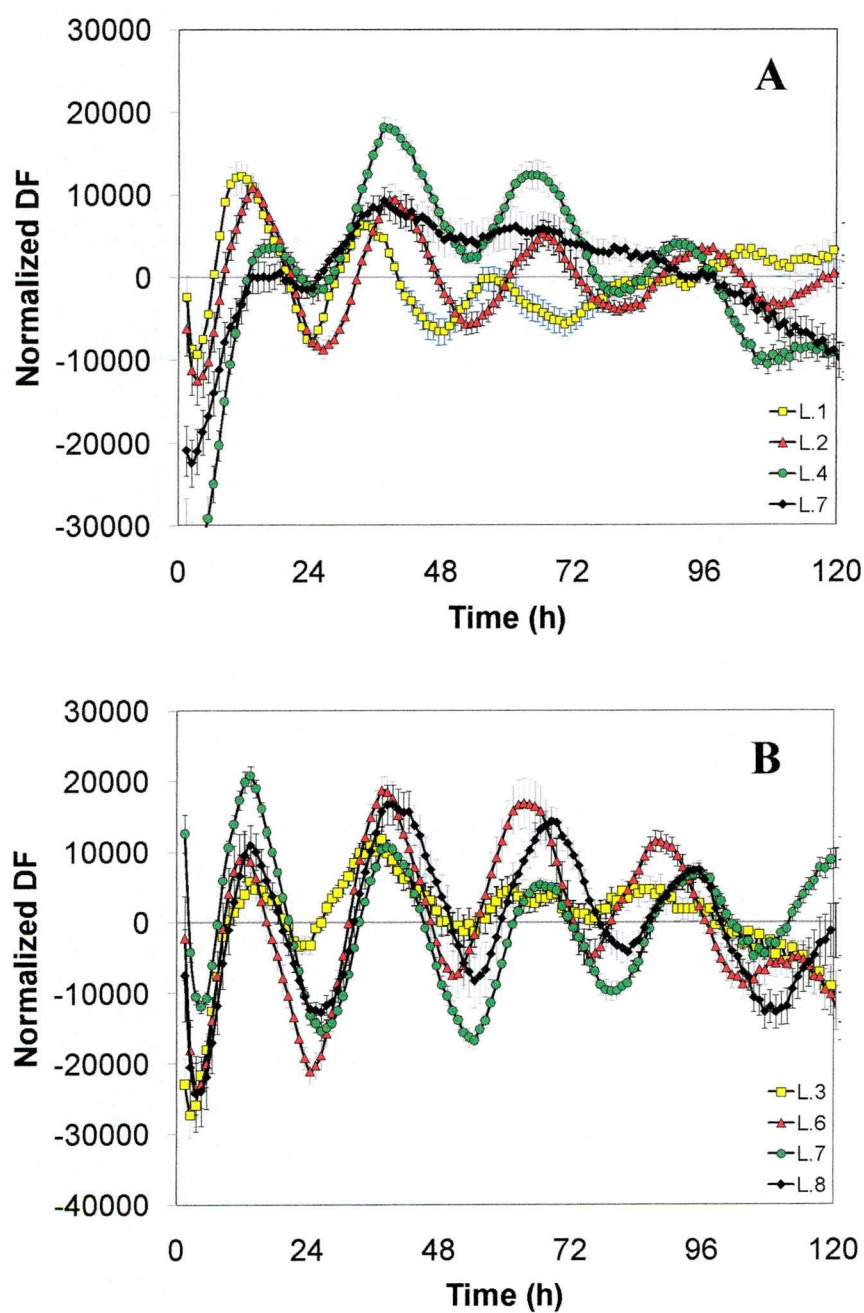 A
30000
20000
10000
0
-10000
-20000
-30000
Normalized DF
L.1
L.2
L.4
L.7
0 24 48 72 96 120
Time (h)
B
30000
20000
10000
0
-10000
-20000
-30000
-40000
Normalized DF
L.3
L.6
L.7
L.8
0 24 48 72 96 120
Time (h)